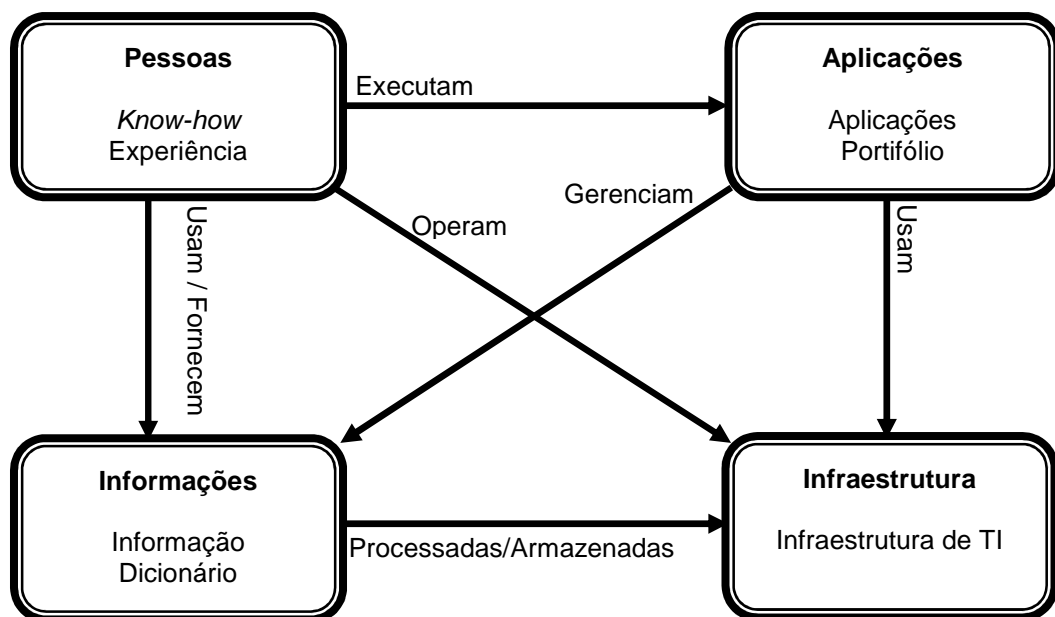 Pessoas
Know-how
Experiência
Executam
Aplicações
Aplicações
Portifólio
Usam / Fornecem
Operam
Gerenciam
Usam
Informações
Informação
Dicionário
Processadas/Armazenadas
Infraestrutura
Infraestrutura de TI